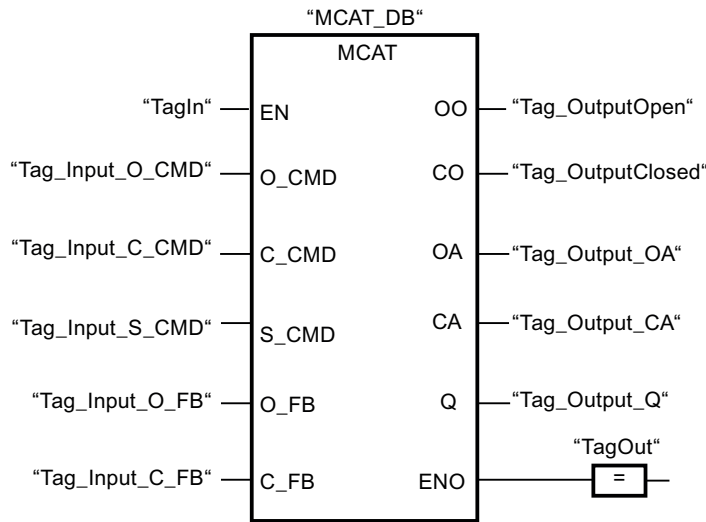 “MCAT_DB“
MCAT
“TagIn“ EN OO “Tag_OutputOpen“
“Tag_Input_O_CMD“ O_CMD CO “Tag_OutputClosed“
“Tag_Input_C_CMD“ C_CMD OA “Tag_Output_OA“
“Tag_Input_S_CMD“ S_CMD CA “Tag_Output_CA“
“Tag_Input_O_FB“ O_FB Q “Tag_Output_Q“
“TagOut“
“Tag_Input_C_FB“ C_FB ENO =